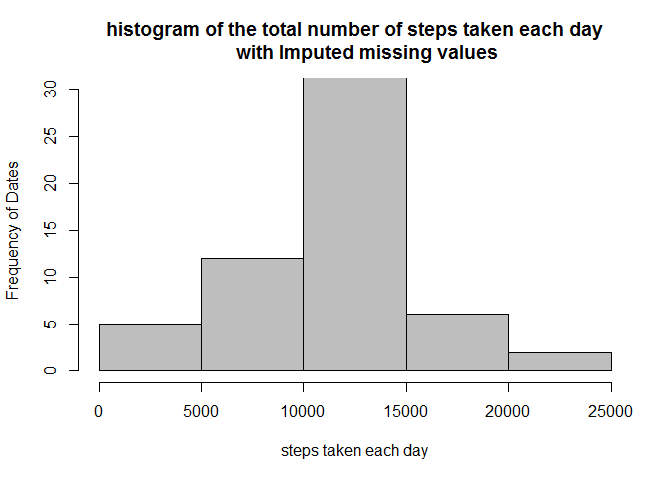 histogram of the total number of steps taken each day
with Imputed missing values
Frequency of Dates
30
25
20
15
10
5
0
0 5000 10000 15000 20000 25000
steps taken each day